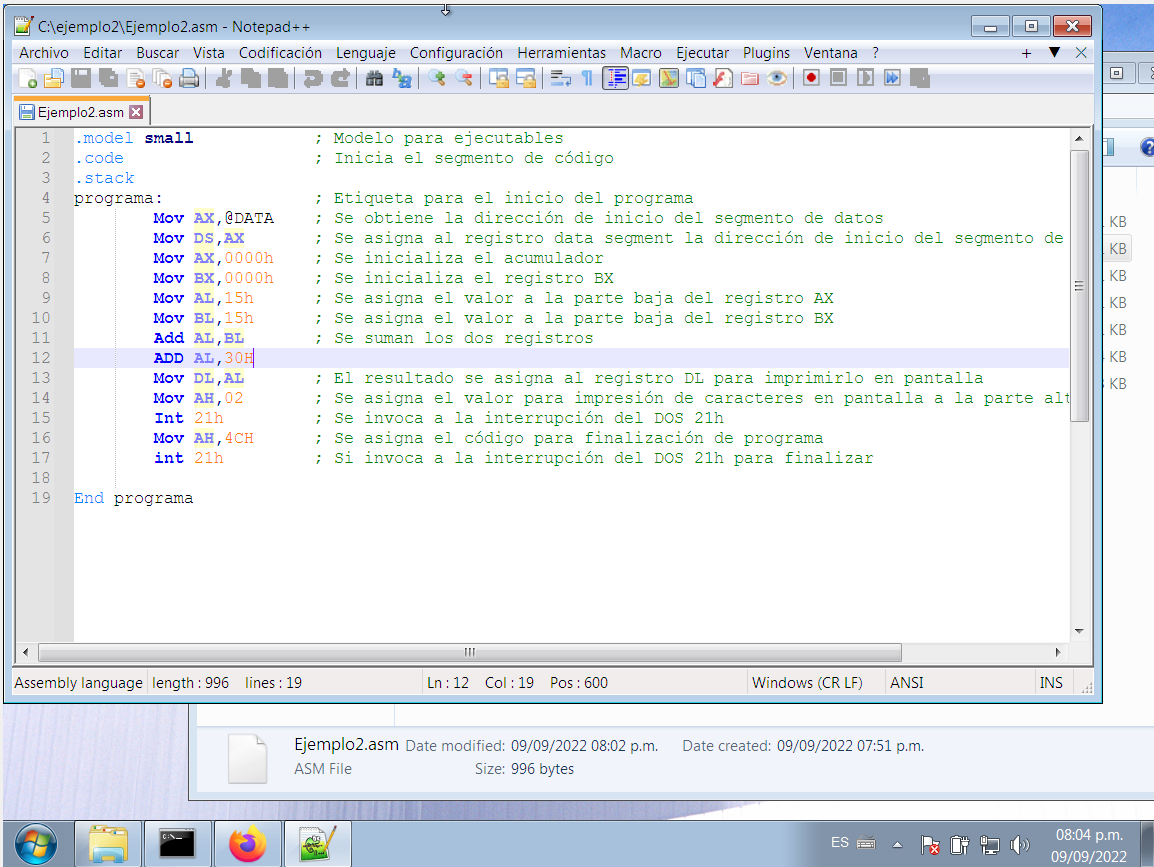 C:\ejemplo2\Ejemplo2.asm - Notepad++
Archivo Editar Buscar Vista Codificación Lenguaje Configuración Herramientas Macro Ejecutar Plugins Ventana ? + ▼ X
Ejemplo2.asm
1 .model small ; Modelo para ejecutables
2 .code ; Inicia el segmento de código
3 .stack
4 programa: ; Etiqueta para el inicio del programa
5 Mov AX,@DATA ; Se obtiene la dirección de inicio del segmento de datos
6 Mov DS,AX ; Se asigna al registro data segment la dirección de inicio del segmento de
7 Mov AX,0000h ; Se inicializa el acumulador
8 Mov BX,0000h ; Se inicializa el registro BX
9 Mov AL,15h ; Se asigna el valor a la parte baja del registro AX
10 Mov BL,15h ; Se asigna el valor a la parte baja del registro BX
11 Add AL,BL ; Se suman los dos registros
12 ADD AL,30H
13 Mov DL,AL ; El resultado se asigna al registro DL para imprimirlo en pantalla
14 Mov AH,02 ; Se asigna el valor para impresión de caracteres en pantalla a la parte alt
15 Int 21h ; Se invoca a la interrupción del DOS 21h
16 Mov AH,4CH ; Se asigna el código para finalización de programa
17 int 21h ; Si invoca a la interrupción del DOS 21h para finalizar
18
19 End programa
KB
KB
KB
KB
KB
KB
KB
Assembly language length : 996 lines : 19 Ln : 12 Col : 19 Pos : 600 Windows (CR LF) ANSI INS
Ejemplo2.asm Date modified: 09/09/2022 08:02 p.m. Date created: 09/09/2022 07:51 p.m.
ASM File Size: 996 bytes
ES 08:04 p.m.
09/09/2022